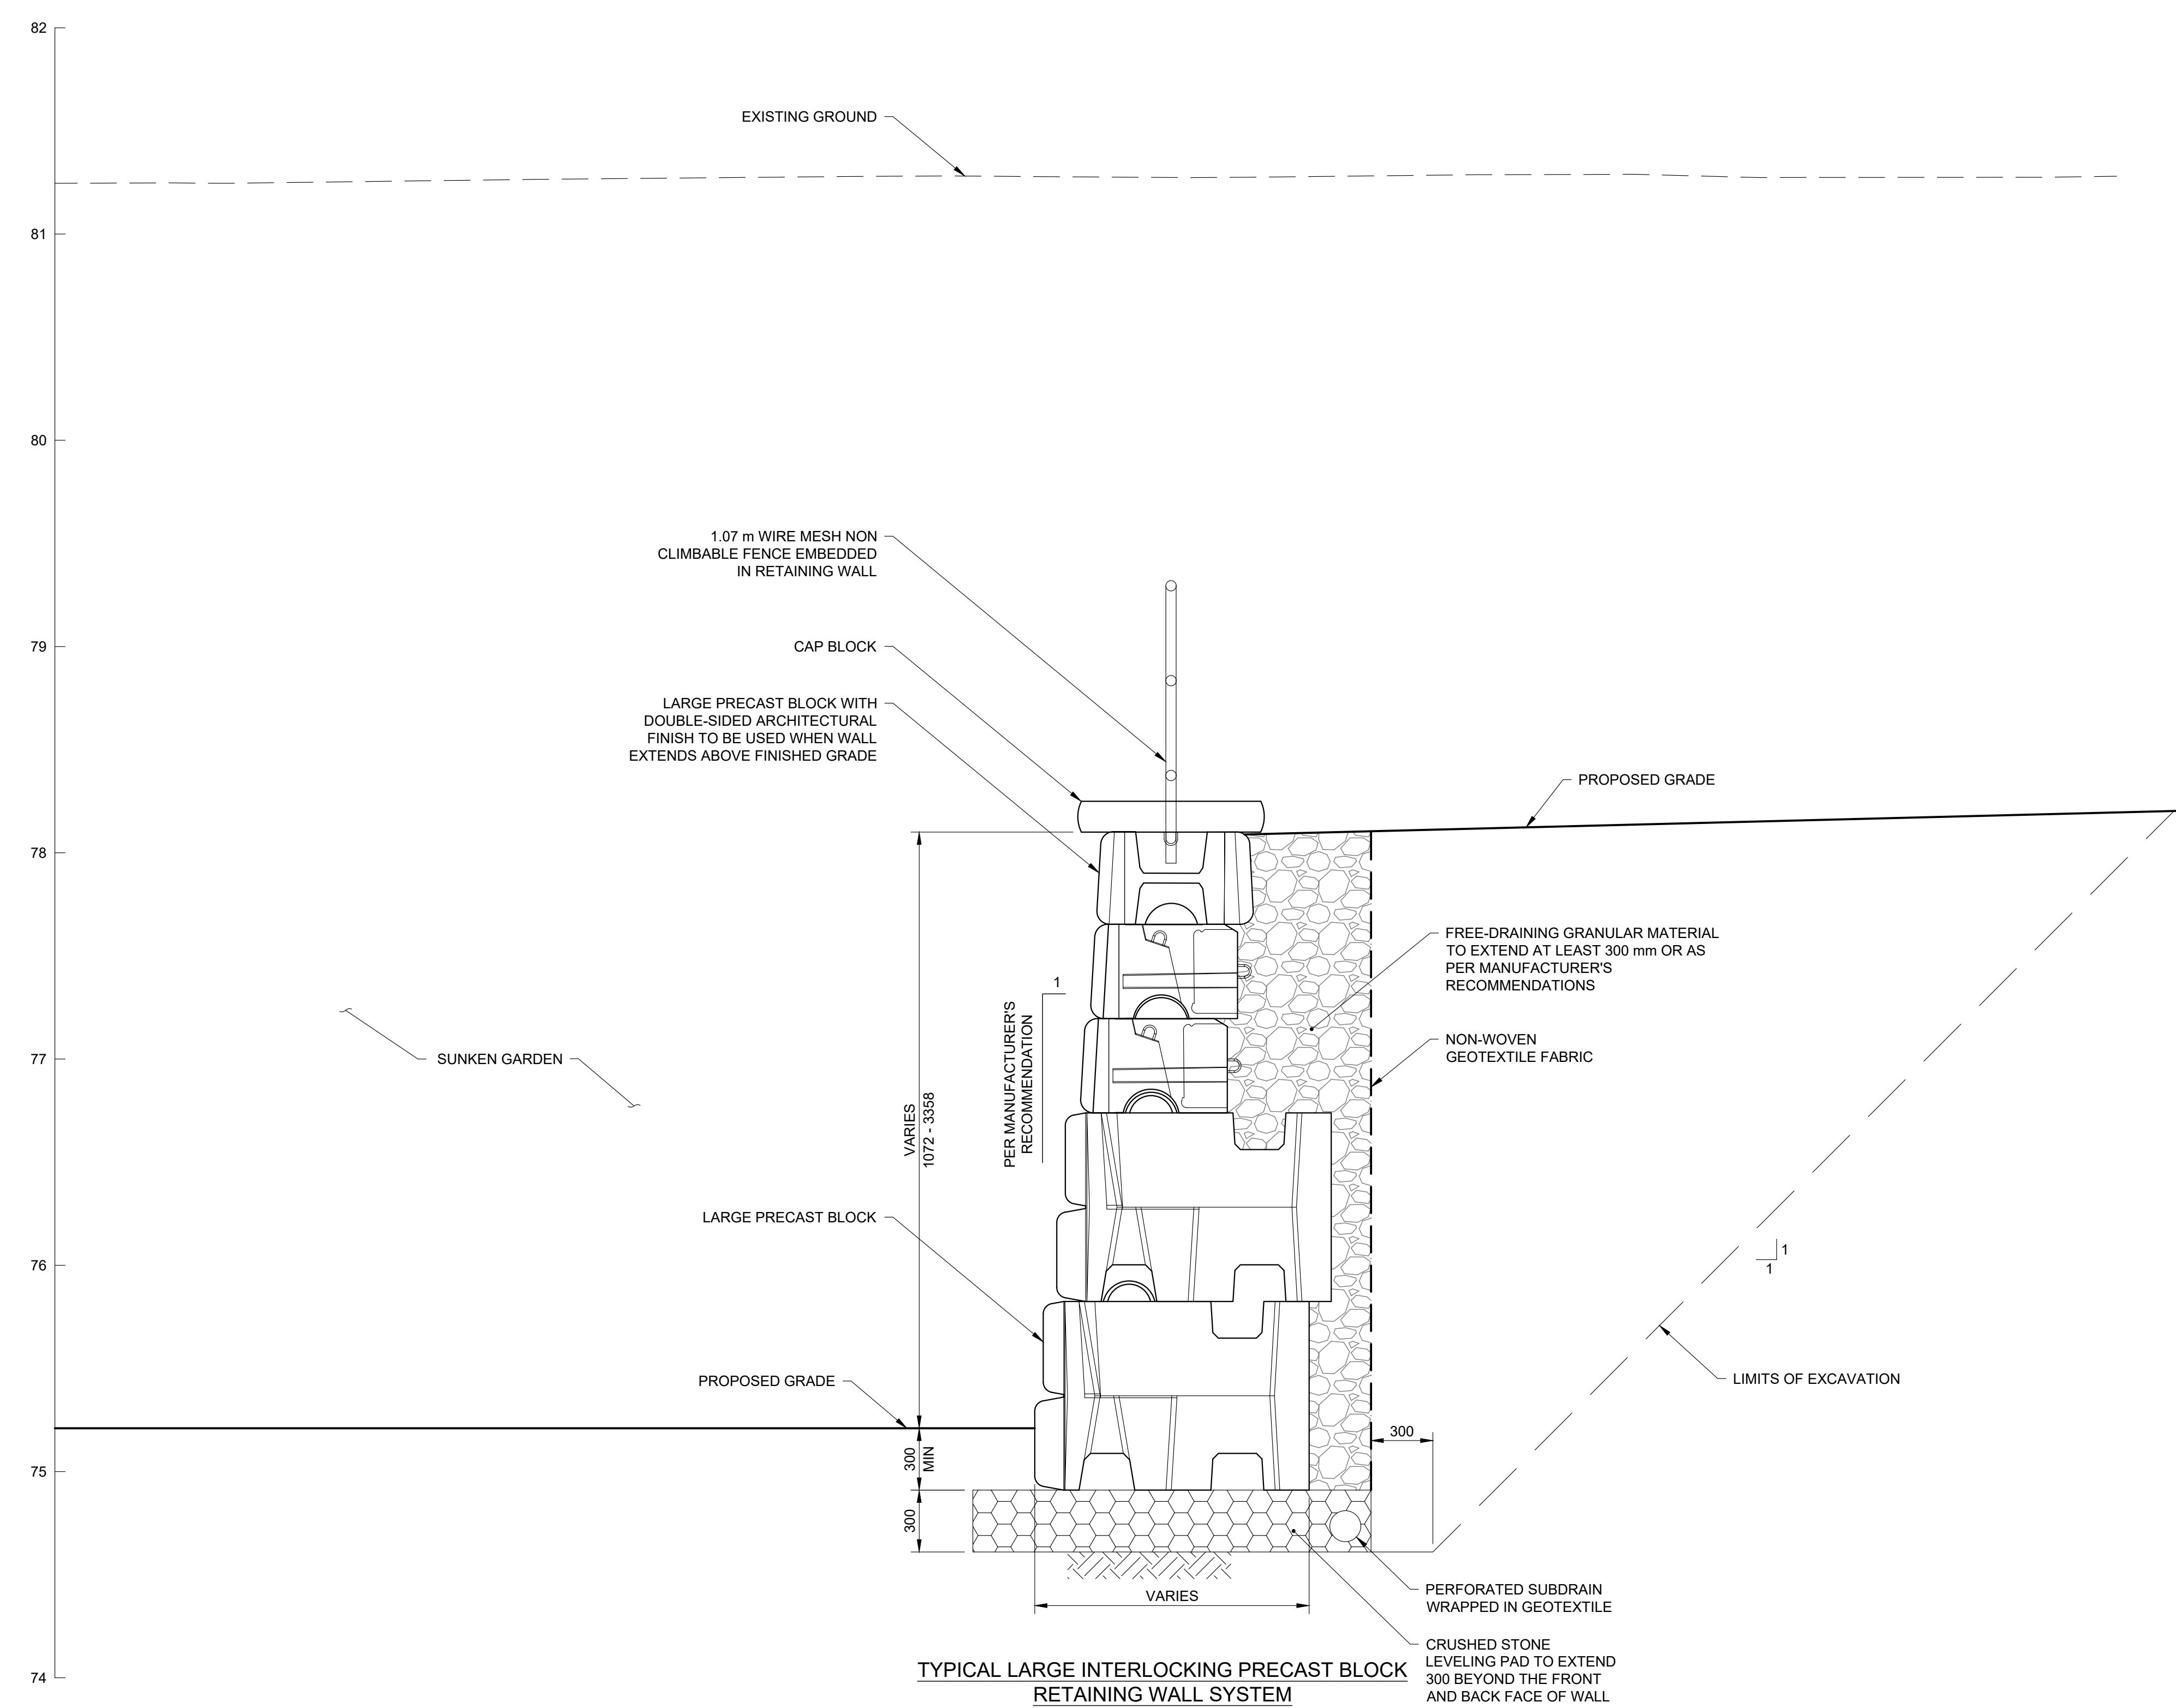 82
EXISTING GROUND
81
80
1.07 m WIRE MESH NON
CLIMBABLE FENCE EMBEDDED
IN RETAINING WALL
79
CAP BLOCK
LARGE PRECAST BLOCK WITH
DOUBLE-SIDED ARCHITECTURAL
FINISH TO BE USED WHEN WALL
EXTENDS ABOVE FINISHED GRADE
PROPOSED GRADE
78
FREE-DRAINING GRANULAR MATERIAL
TO EXTEND AT LEAST 300 mm OR AS
PER MANUFACTURER'S
RECOMMENDATIONS
1
PER MANUFACTURER'S
RECOMMENDATION
NON-WOVEN
GEOTEXTILE FABRIC
77
SUNKEN GARDEN
VARIES
1072 - 3358
LARGE PRECAST BLOCK
76
1
1
LIMITS OF EXCAVATION
PROPOSED GRADE
300
MIN
300
75
300
VARIES
PERFORATED SUBDRAIN
WRAPPED IN GEOTEXTILE
CRUSHED STONE
LEVELING PAD TO EXTEND
300 BEYOND THE FRONT
AND BACK FACE OF WALL
74
TYPICAL LARGE INTERLOCKING PRECAST BLOCK
RETAINING WALL SYSTEM